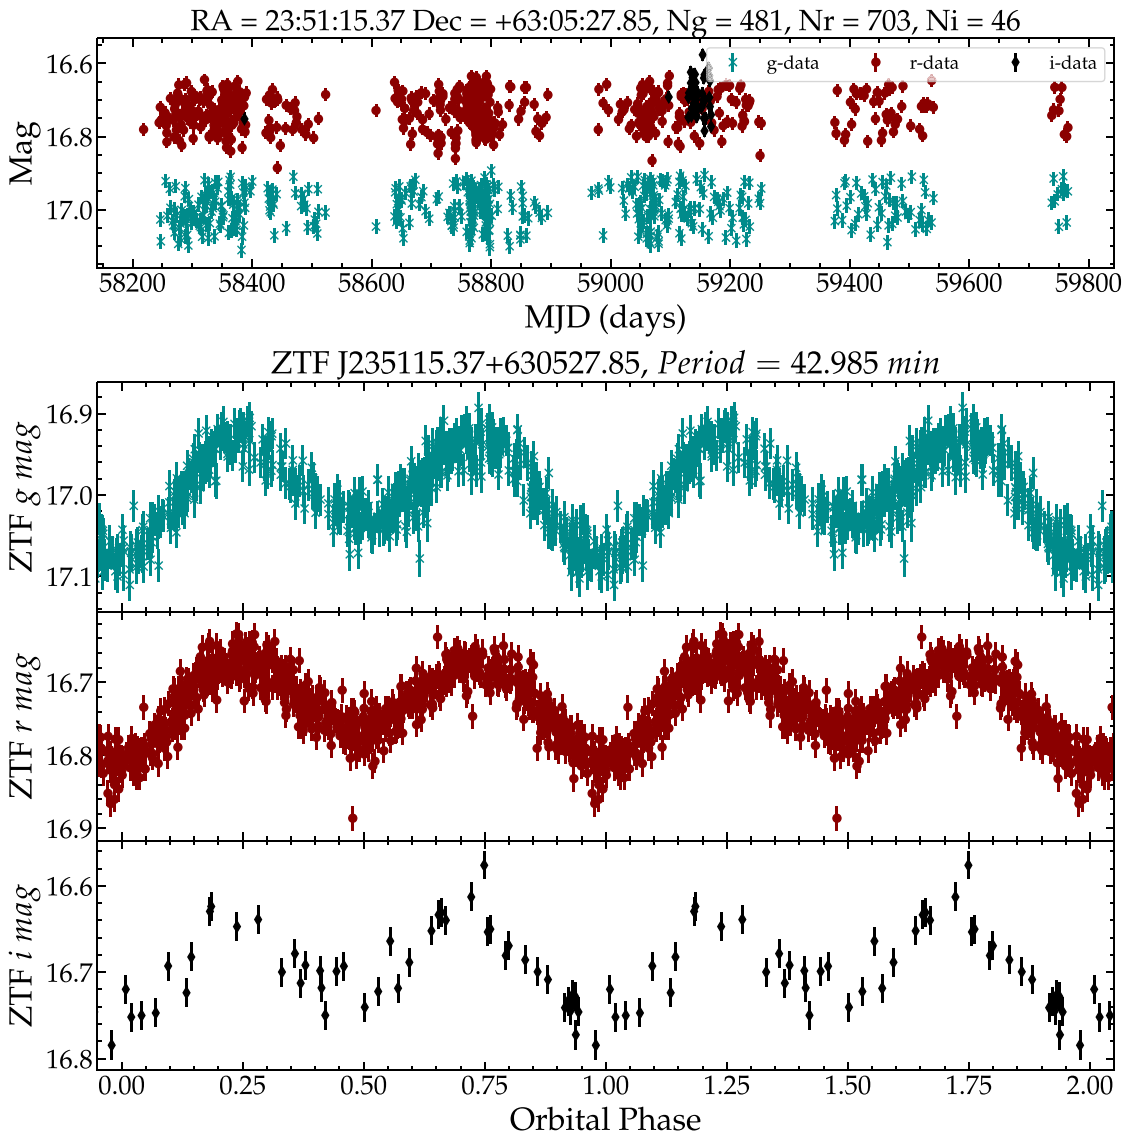 RA = 23:51:15.37 Dec = +63:05:27.85, Ng = 481, Nr = 703, Ni = 46
16.6
16.8
17.0
Mag
g-data
r-data
i-data
58200
58400
58600
58800
59000
59200
59400
59600
59800
MJD (days)
ZTF J235115.37+630527.85, Period = 42.985 min
16.9
17.0
17.1
ZTF g mag
16.7
16.8
16.9
ZTF r mag
16.6
16.7
16.8
ZTF i mag
0.00
0.25
0.50
0.75
1.00
1.25
1.50
1.75
2.00
Orbital Phase